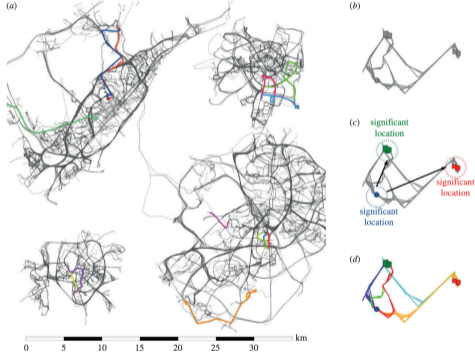 (a)
(b)
(c)
significant
location
significant
location
significant
location
(d)
km
0 5 10 15 20 25 30